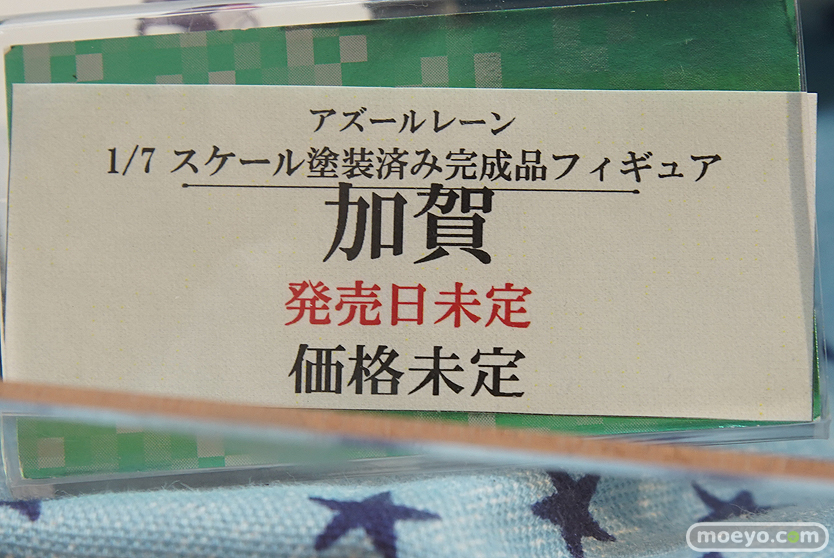 アズールレーン
1/7 スケール塗装済み完成品フィギュア
加賀
発売日未定
価格未定
moeyo.com